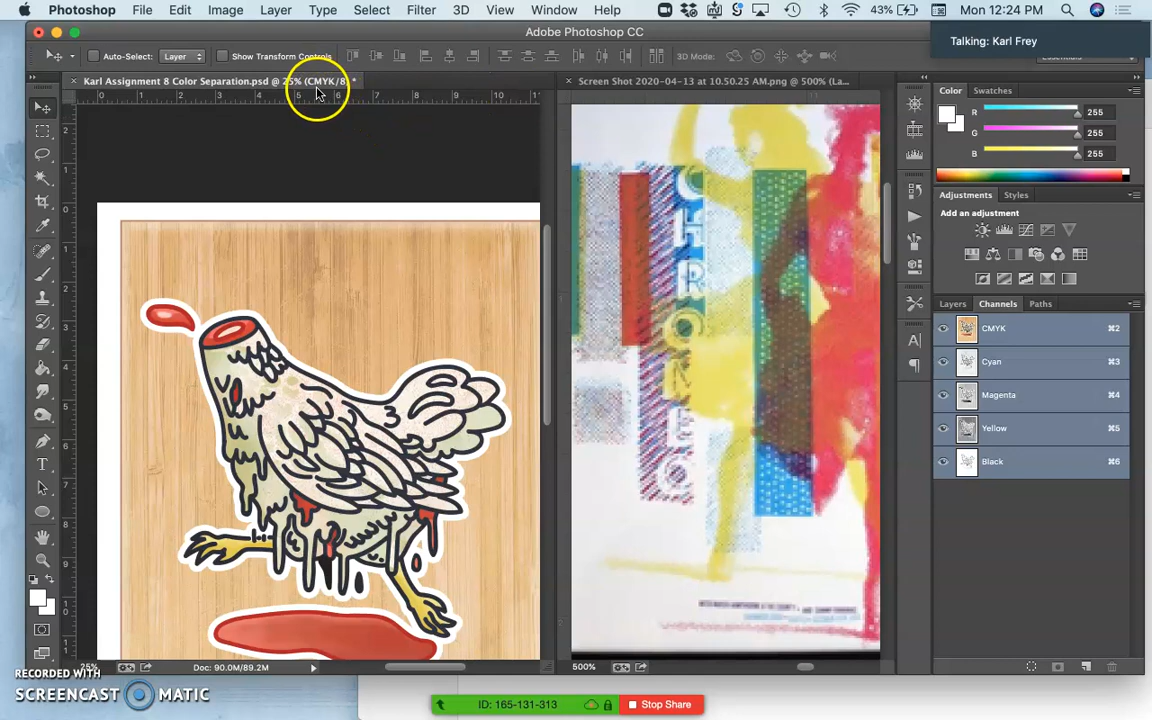 Photoshop File Edit Image Layer Type Select Filter 3D View Window Help 43% Mon 12:24 PM
Talking: Karl Frey
Adobe Photoshop CC
Auto-Select: Layer Show Transform Controls 3D Mode:
Karl Assignment 8 Color Separation.psd @ 25% (CMYK/8) *
Screen Shot 2020-04-13 at 10.50.25 AM.png @ 500% (La...
Color Swatches
R 255
G 255
B 255
Adjustments Styles
Add an adjustment
Layers Channels Paths
CMYK ⌘2
Cyan ⌘3
Magenta ⌘4
Yellow ⌘5
Black ⌘6
25% Doc: 90.0M/89.2M
500%
RECORDED WITH
SCREENCAST MATIC
ID: 165-131-313 Stop Share